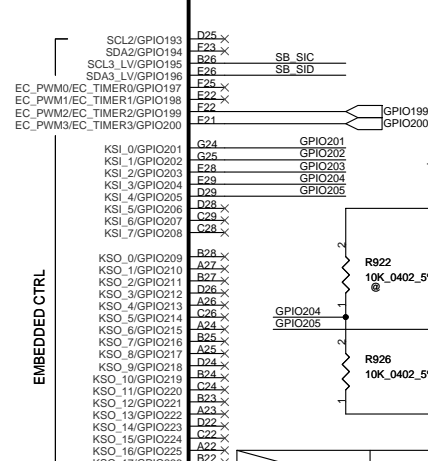 SCL2/GPIO193 D25
SDA2/GPIO194 F23
SCL3_LV/GPIO195 B26 SB_SIC
SDA3_LV/GPIO196 E26 SB_SID
EC_PWM0/EC_TIMER0/GPIO197 F25
EC_PWM1/EC_TIMER1/GPIO198 E22
EC_PWM2/EC_TIMER2/GPIO199 F22 GPIO199
EC_PWM3/EC_TIMER3/GPIO200 E21 GPIO200
KSI_0/GPIO201 G24 GPIO201
KSI_1/GPIO202 G25 GPIO202
KSI_2/GPIO203 E28 GPIO203
KSI_3/GPIO204 E29 GPIO204
KSI_4/GPIO205 D29 GPIO205
KSI_5/GPIO206 D28
KSI_6/GPIO207 C29
KSI_7/GPIO208 C28
KSO_0/GPIO209 B28
KSO_1/GPIO210 A27
KSO_2/GPIO211 B27
KSO_3/GPIO212 D26
KSO_4/GPIO213 A26
KSO_5/GPIO214 C26
KSO_6/GPIO215 A24
KSO_7/GPIO216 B25
KSO_8/GPIO217 A25
KSO_9/GPIO218 D24
KSO_10/GPIO219 B24
KSO_11/GPIO220 C24
KSO_12/GPIO221 B23
KSO_13/GPIO222 A23
KSO_14/GPIO223 D22
KSO_15/GPIO224 C22
KSO_16/GPIO225 A22
B22
EMBEDDED CTRL
2
R922
10K_0402_5%
@
1
GPIO204
GPIO205
2
R926
10K_0402_5%
1